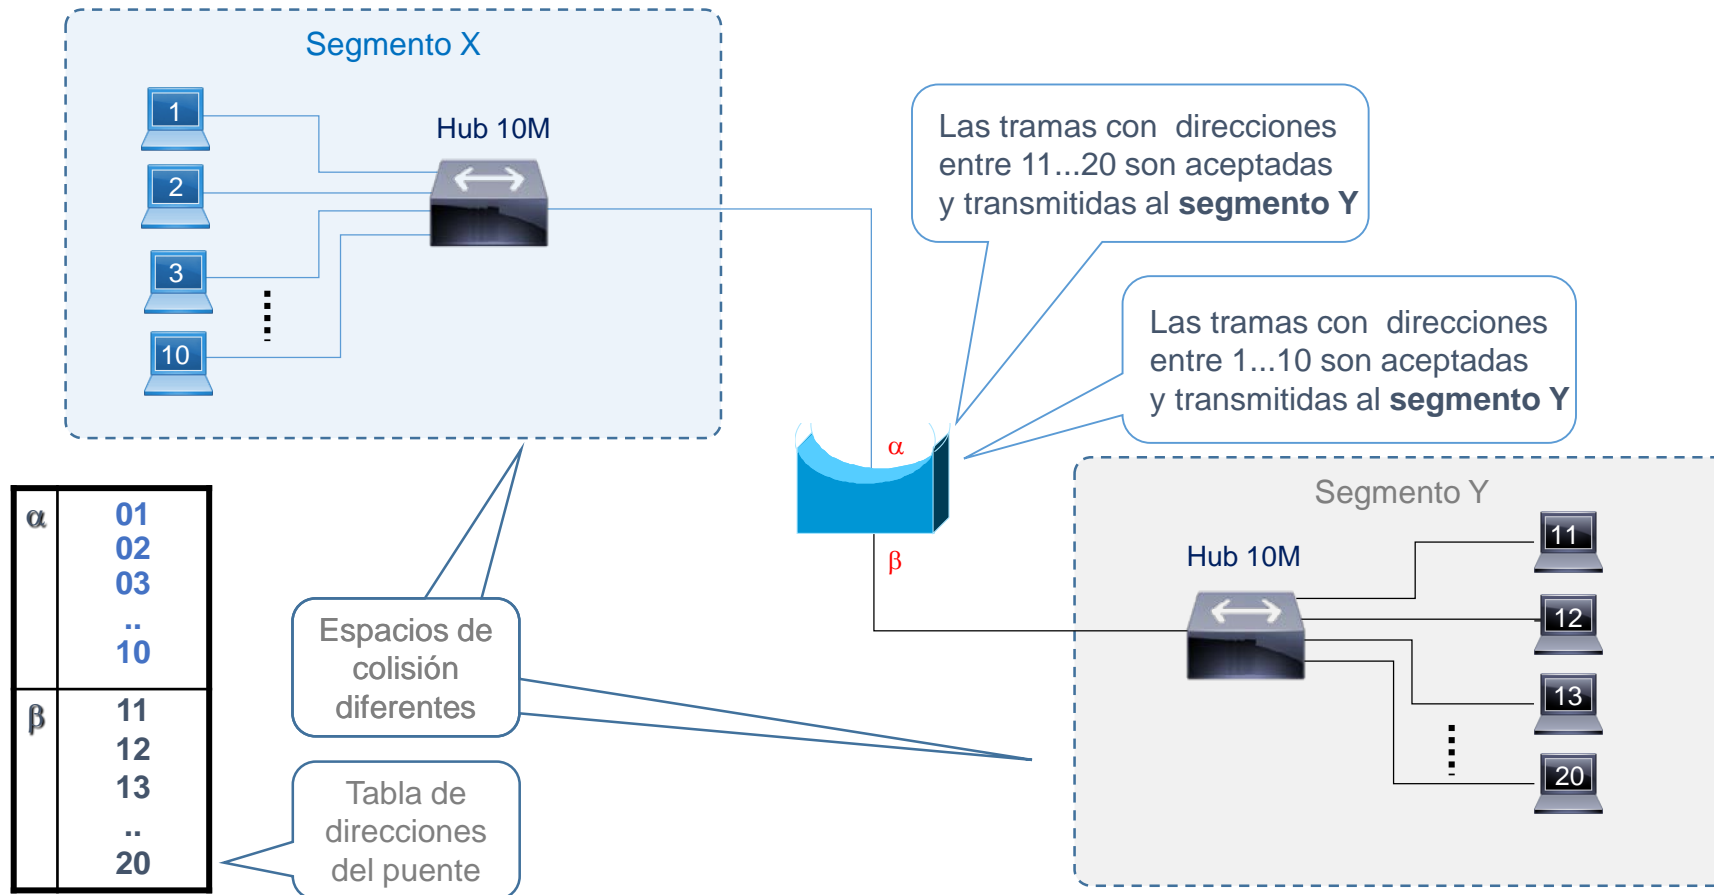 Segmento X
1
Hub 10M
2
3
10
Las tramas con direcciones
entre 11...20 son aceptadas
y transmitidas al segmento Y
Las tramas con direcciones
entre 1...10 son aceptadas
y transmitidas al segmento Y
α
β
Segmento Y
Hub 10M
11
12
13
20
α
01
02
03
..
10
β
11
12
13
..
20
Espacios de
colisión
diferentes
Tabla de
direcciones
del puente